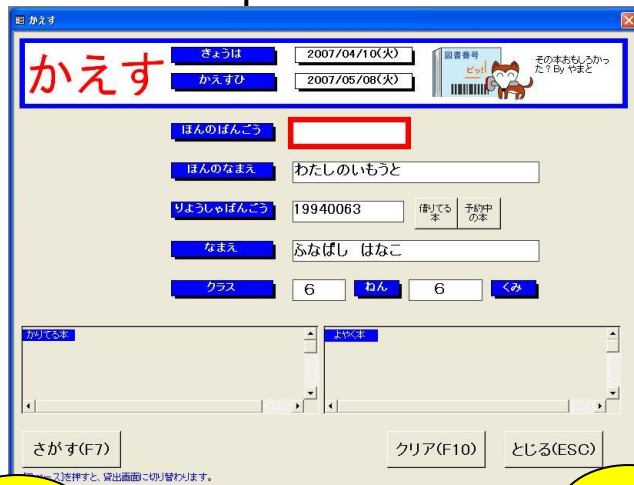 かえす
かえす
きょうは 2007/04/10(火)
かえすひ 2007/05/08(火)
図書番号
ピッ!
その本おもしろかっ
た?By やまと
ほんのばんごう
ほんのなまえ わたしのいもうと
りようしゃばんごう 19940063 借りてる本 予約中の本
なまえ ふなばし はなこ
クラス 6 ねん 6 くみ
かりてる本 よやく本
さがす(F7) クリア(F10) とじる(ESC)
ース]を押すと、貸出画面に切り替わります。